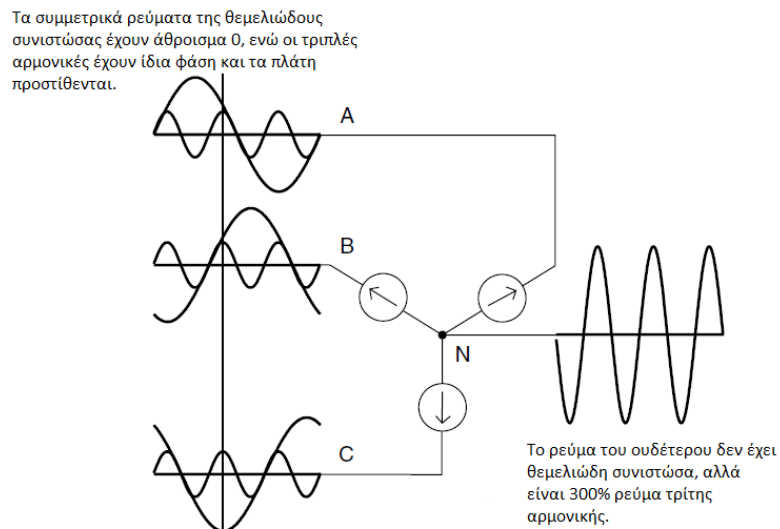 Τα συμμετρικά ρεύματα της θεμελιώδους
συνιστώσας έχουν άθροισμα 0, ενώ οι τριπλές
αρμονικές έχουν ίδια φάση και τα πλάτη
προστίθενται.
A
B
N
C
Το ρεύμα του ουδέτερου δεν έχει
θεμελιώδη συνιστώσα, αλλά
είναι 300% ρεύμα τρίτης
αρμονικής.